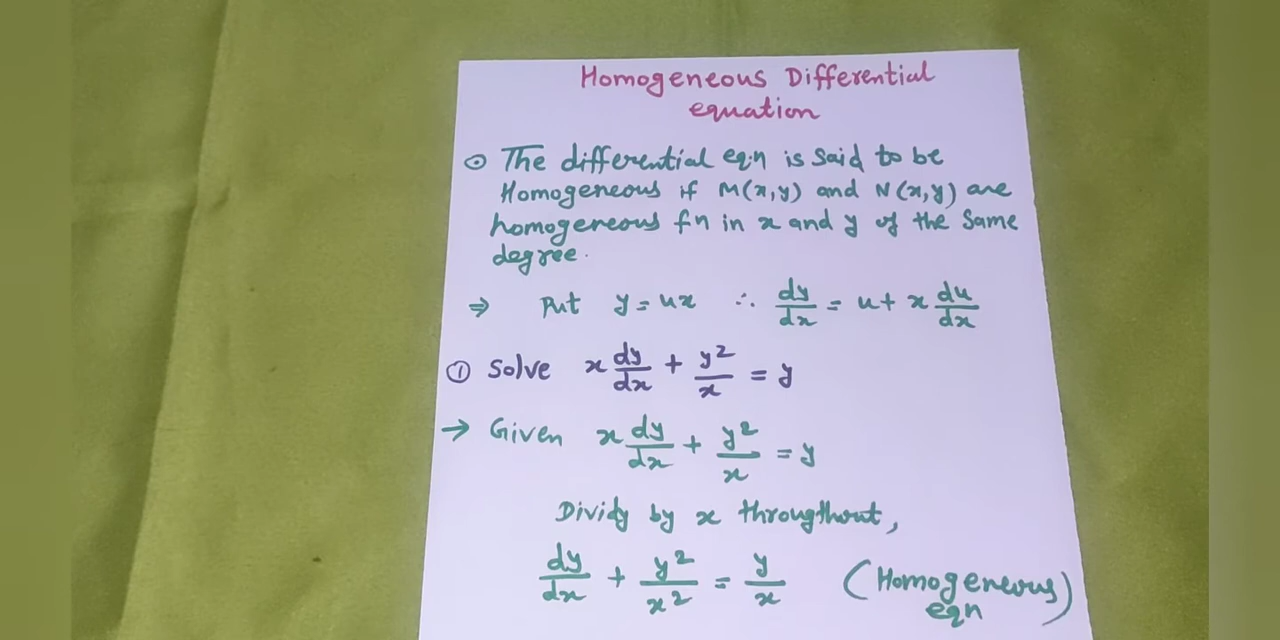 Homogeneous Differential
equation
⊙ The differential eqn is said to be
Homogeneous if M(x,y) and N(x,y) are
homogeneous fn in x and y of the same
degree.
⇒ Put y = ux ∴ dy/dx = u + x du/dx
① Solve x dy/dx + y²/x = y
→ Given x dy/dx + y²/x = y
Dividy by x throughout,
dy/dx + y²/x² = y/x (Homogeneous
eqn)